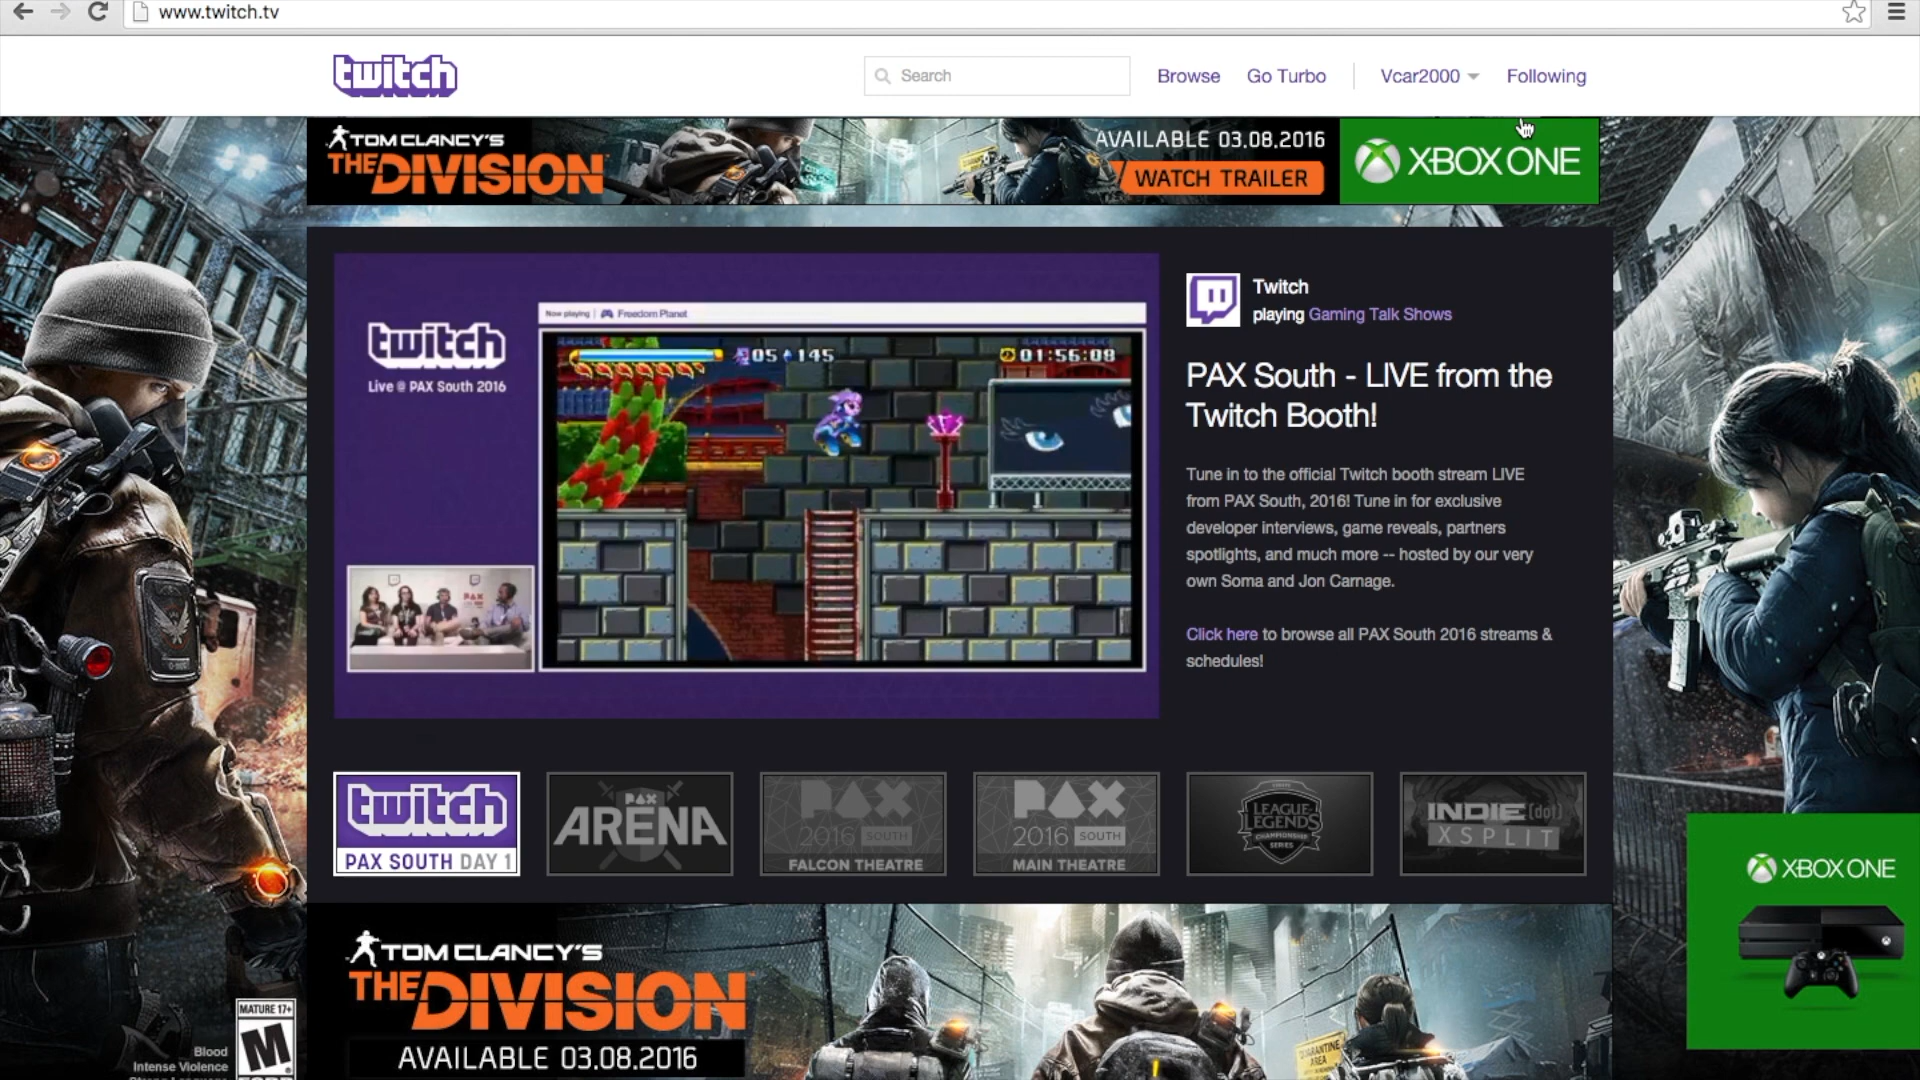 www.twitch.tv
twitch
Search
Browse
Go Turbo
Vcar2000
Following
TOM CLANCY'S
THE DIVISION
AVAILABLE 03.08.2016
WATCH TRAILER
XBOX ONE
twitch
Live @ PAX South 2016
Now playing
Freedom Planet
05
145
01:56:08
Twitch
playing Gaming Talk Shows
PAX South - LIVE from the
Twitch Booth!
Tune in to the official Twitch booth stream LIVE
from PAX South, 2016! Tune in for exclusive
developer interviews, game reveals, partners
spotlights, and much more -- hosted by our very
own Soma and Jon Carnage.
Click here to browse all PAX South 2016 streams &
schedules!
twitch
PAX SOUTH DAY 1
PAX
ARENA
PAX
2016 SOUTH
FALCON THEATRE
PAX
2016 SOUTH
MAIN THEATRE
LEAGUE OF
LEGENDS
CHAMPIONSHIP
SERIES
INDIE [dot]
XSPLIT
XBOX ONE
TOM CLANCY'S
THE DIVISION
AVAILABLE 03.08.2016
QUARANTINE
AREA
MATURE 17+
M
Blood
Intense Violence